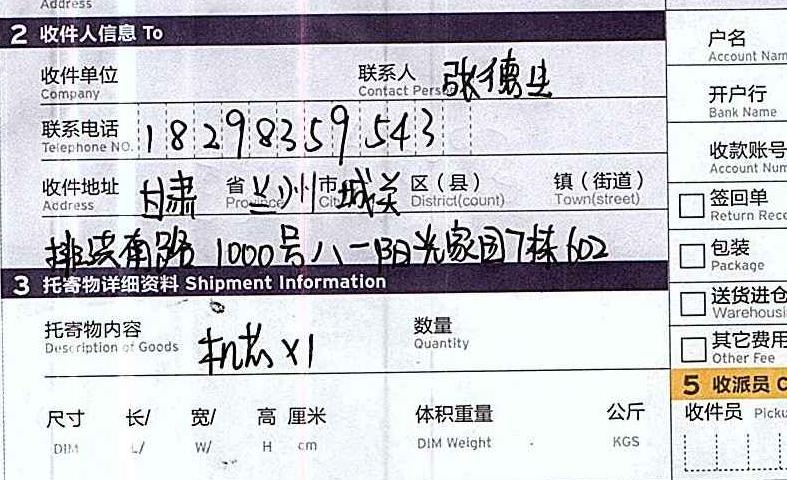 Address
2 收件人信息 To
收件单位 联系人 张德生
Company Contact Person
联系电话 18298359543
Telephone NO.
收件地址 甘肃 省 兰州 市 城关 区（县） 镇（街道）
Address Province City District(count) Town(street)
南路1000号八一阳光家园7栋602
3 托寄物详细资料 Shipment Information
托寄物内容 机芯 x1 数量
Description of Goods Quantity
尺寸 长/ 宽/ 高 厘米 体积重量 公斤
DIM L/ W/ H cm DIM Weight KGS
户名
Account Nam
开户行
Bank Name
收款账号
Account Num
签回单
Return Rece
包装
Package
送货进仓
Warehousi
其它费用
Other Fee
5 收派员 C
收件员 Picku